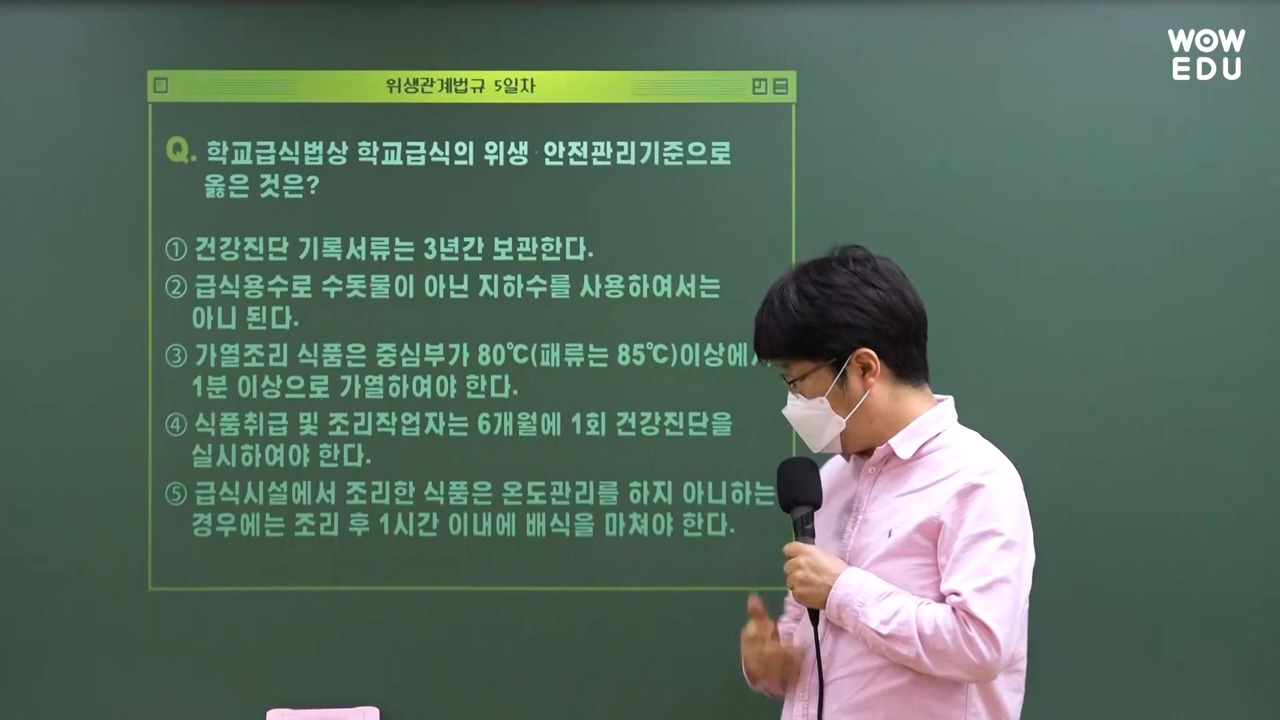 WOW
EDU
위생관계법규 5일차
Q. 학교급식법상 학교급식의 위생·안전관리기준으로
옳은 것은?
① 건강진단 기록서류는 3년간 보관한다.
② 급식용수로 수돗물이 아닌 지하수를 사용하여서는
아니 된다.
③ 가열조리 식품은 중심부가 80℃(패류는 85℃)이상에
1분 이상으로 가열하여야 한다.
④ 식품취급 및 조리작업자는 6개월에 1회 건강진단을
실시하여야 한다.
⑤ 급식시설에서 조리한 식품은 온도관리를 하지 아니하는
경우에는 조리 후 1시간 이내에 배식을 마쳐야 한다.